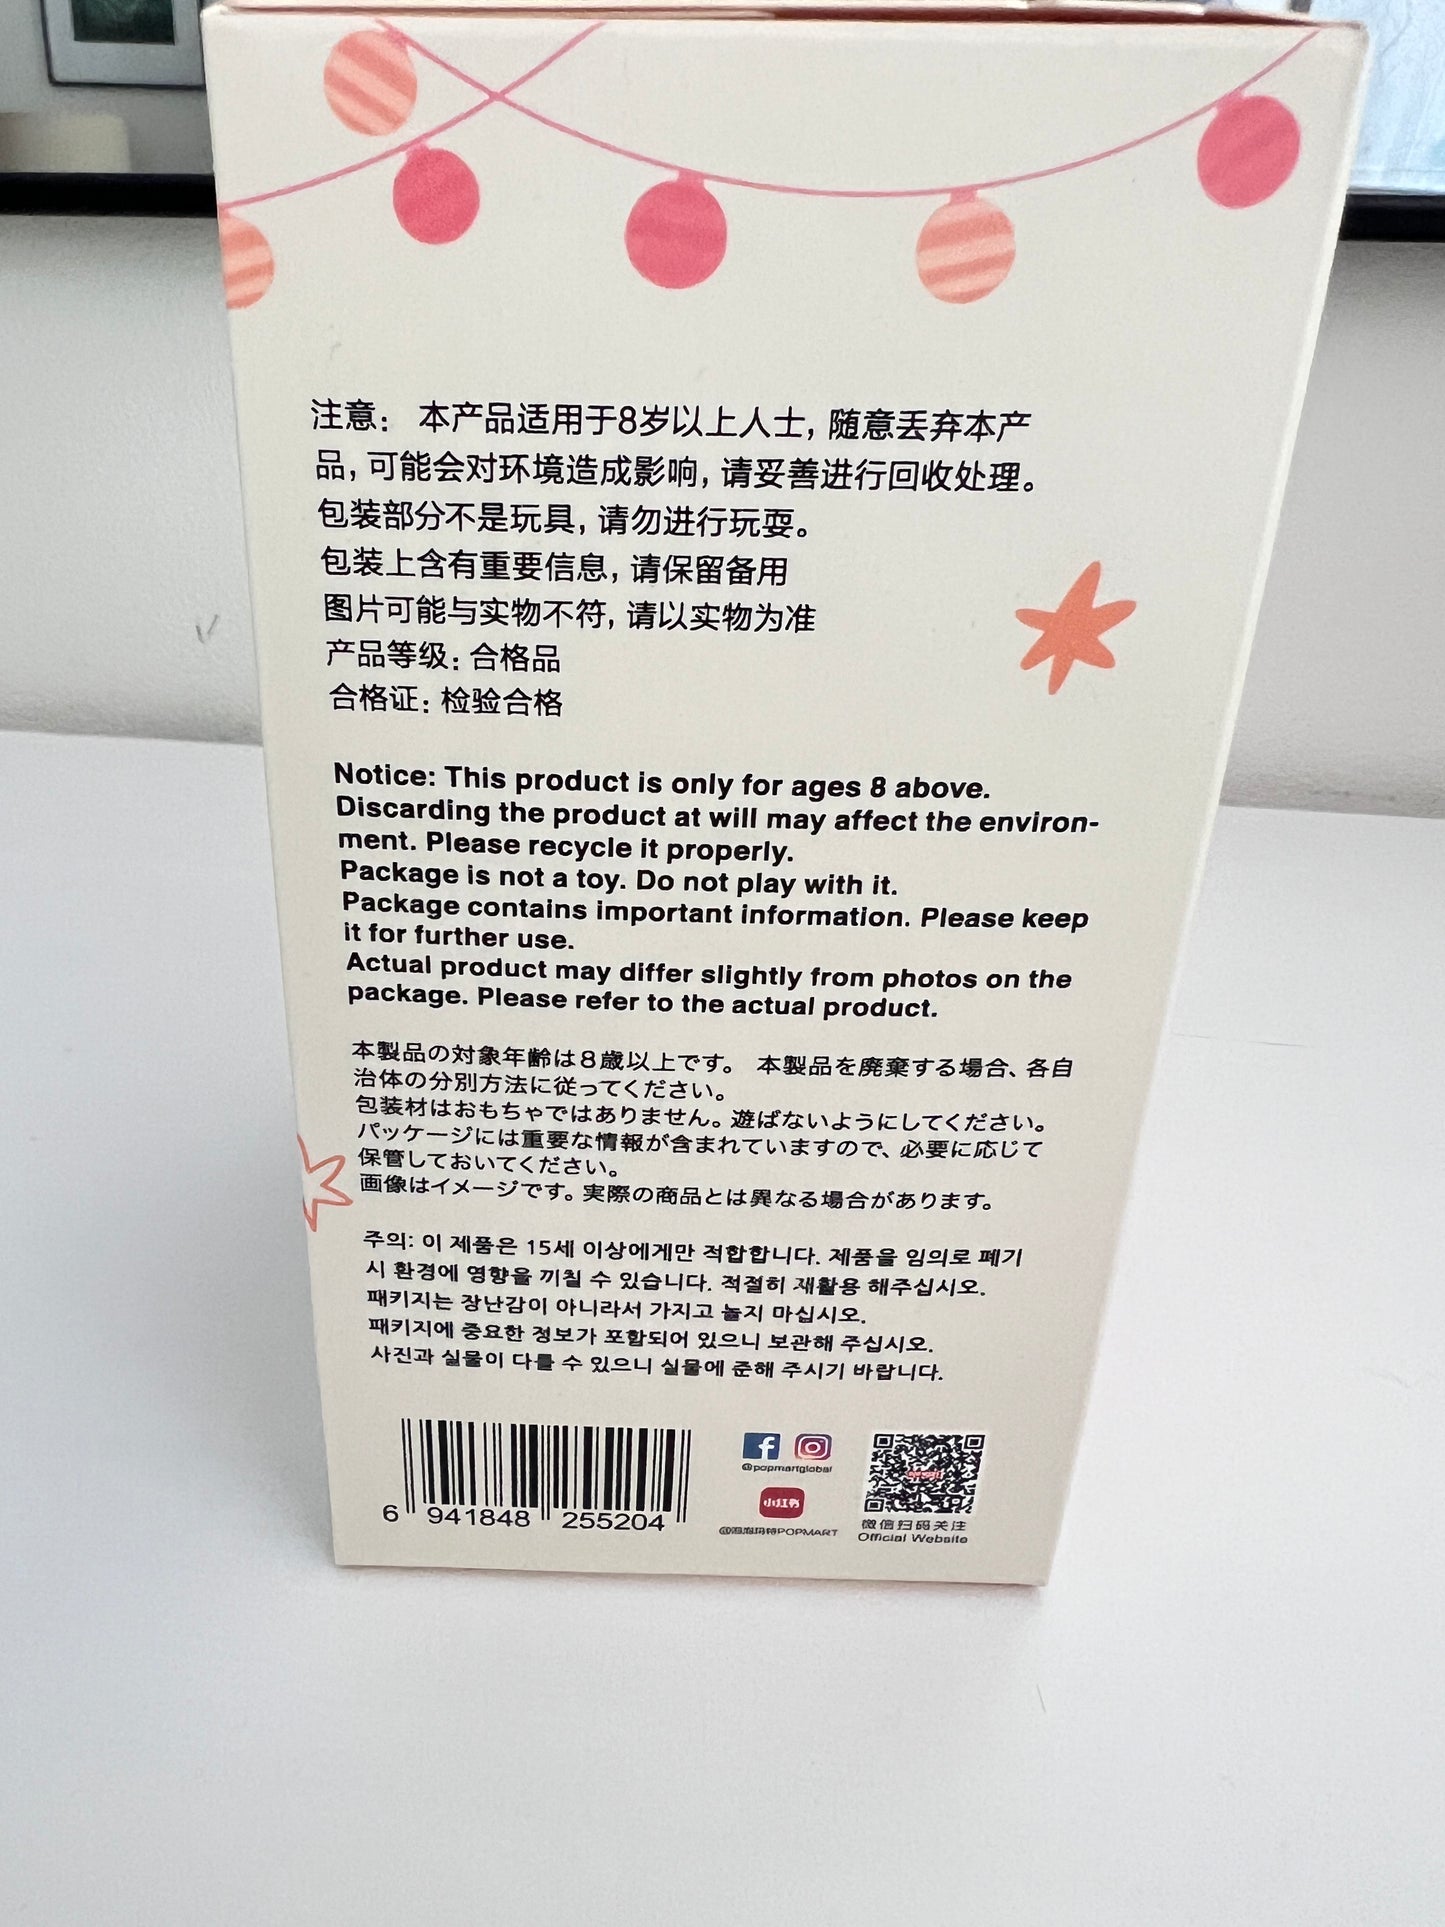 注意： 本产品适用于8岁以上人士, 随意丢弃本产
品, 可能会对环境造成影响, 请妥善进行回收处理。
包装部分不是玩具, 请勿进行玩耍。
包装上含有重要信息, 请保留备用
图片可能与实物不符, 请以实物为准
产品等级: 合格品
合格证: 检验合格
Notice: This product is only for ages 8 above.
Discarding the product at will may affect the environ-
ment. Please recycle it properly.
Package is not a toy. Do not play with it.
Package contains important information. Please keep
it for further use.
Actual product may differ slightly from photos on the
package. Please refer to the actual product.
本製品の対象年齢は8歳以上です。 本製品を廃棄する場合、各自
治体の分別方法に従ってください。
包装材はおもちゃではありません。遊ばないようにしてください。
パッケージには重要な情報が含まれていますので、必要に応じて
保管しておいてください。
画像はイメージです。実際の商品とは異なる場合があります。
주의: 이 제품은 15세 이상에게만 적합합니다. 제품을 임의로 폐기
시 환경에 영향을 끼칠 수 있습니다. 적절히 재활용 해주십시오.
패키지는 장난감이 아니라서 가지고 놀지 마십시오.
패키지에 중요한 정보가 포함되어 있으니 보관해 주십시오.
사진과 실물이 다를 수 있으니 실물에 준해 주시기 바랍니다.
6 941848 255204
@popmartglobal
小红书
@泡泡玛特POPMART
微信扫码关注
Official Website